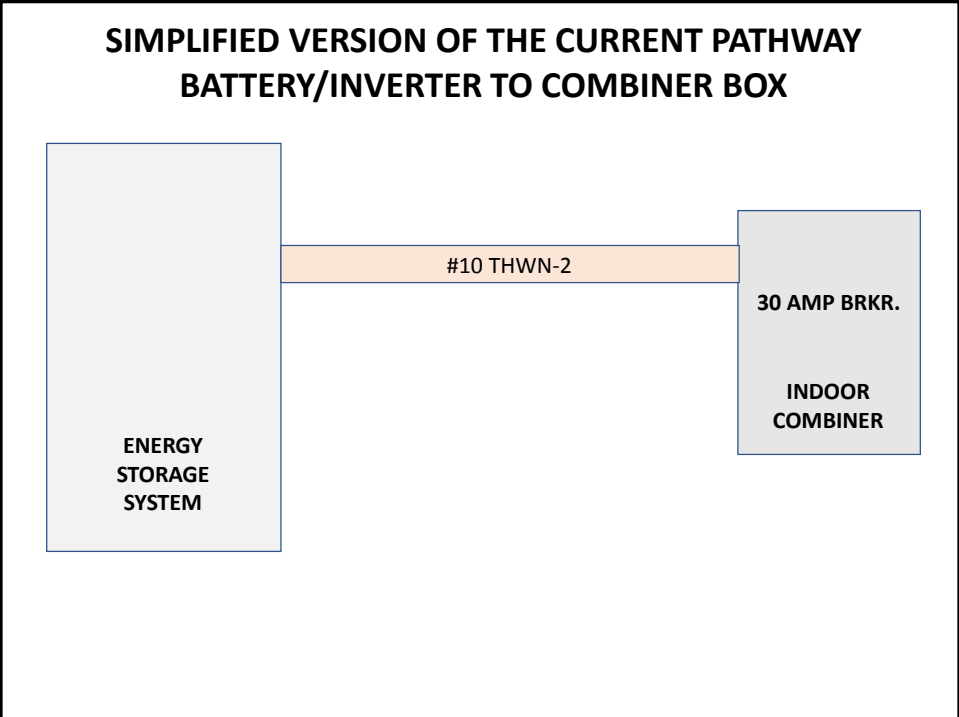 SIMPLIFIED VERSION OF THE CURRENT PATHWAY
BATTERY/INVERTER TO COMBINER BOX
#10 THWN-2
30 AMP BRKR.
INDOOR
COMBINER
ENERGY
STORAGE
SYSTEM